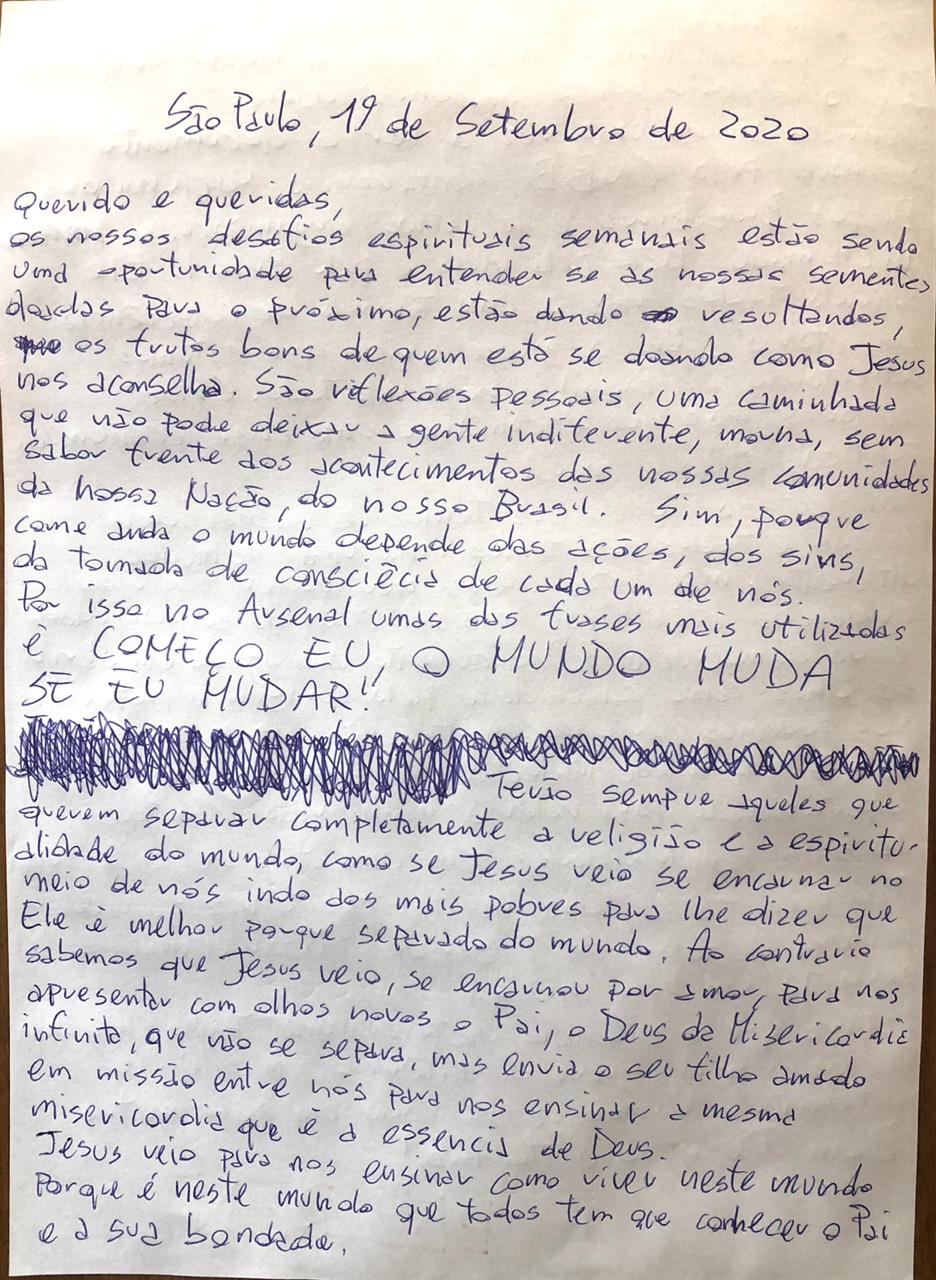 São Paulo, 19 de Setembro de 2020
Querido e queridas,
os nossos desafios espirituais semanais estão sendo
uma oportunidade para entender se as nossas sementes
doadas para o próximo, estão dando resultandos,
os frutos bons de quem está se doando como Jesus
nos aconselha. São reflexões pessoais, uma caminhada
que não pode deixar a gente indiferente, morna, sem
sabor frente aos acontecimentos das nossas comunidades
da nossa Nação, do nosso Brasil. Sim, porque
come anda o mundo depende das ações, dos sins,
da tomada de consciêcia de cada um de nós.
Por isso no Arsenal umas das frases mais utilizadas
è COMEÇO EU, O MUNDO MUDA
SE EU MUDAR!
Terão sempre aqueles que
querem separar completamente a religião e a espiritu-
alidade do mundo, como se Jesus veio se encarnar no
meio de nós indo dos mais pobres para lhe dizer que
Ele è melhor porque separado do mundo. Ao contrario
sabemos que Jesus veio, se encarnou por amor, para nos
apresentar com olhos novos o Pai, o Deus da Misericordia
infinita, que não se separa, mas envia o seu filho amado
em missão entre nós para nos ensinar a mesma
misericordia que è a essencia de Deus.
Jesus veio para nos ensinar como viver neste mundo
Porque é neste mundo que todos tem que conhecer o Pai
e a sua bondade.